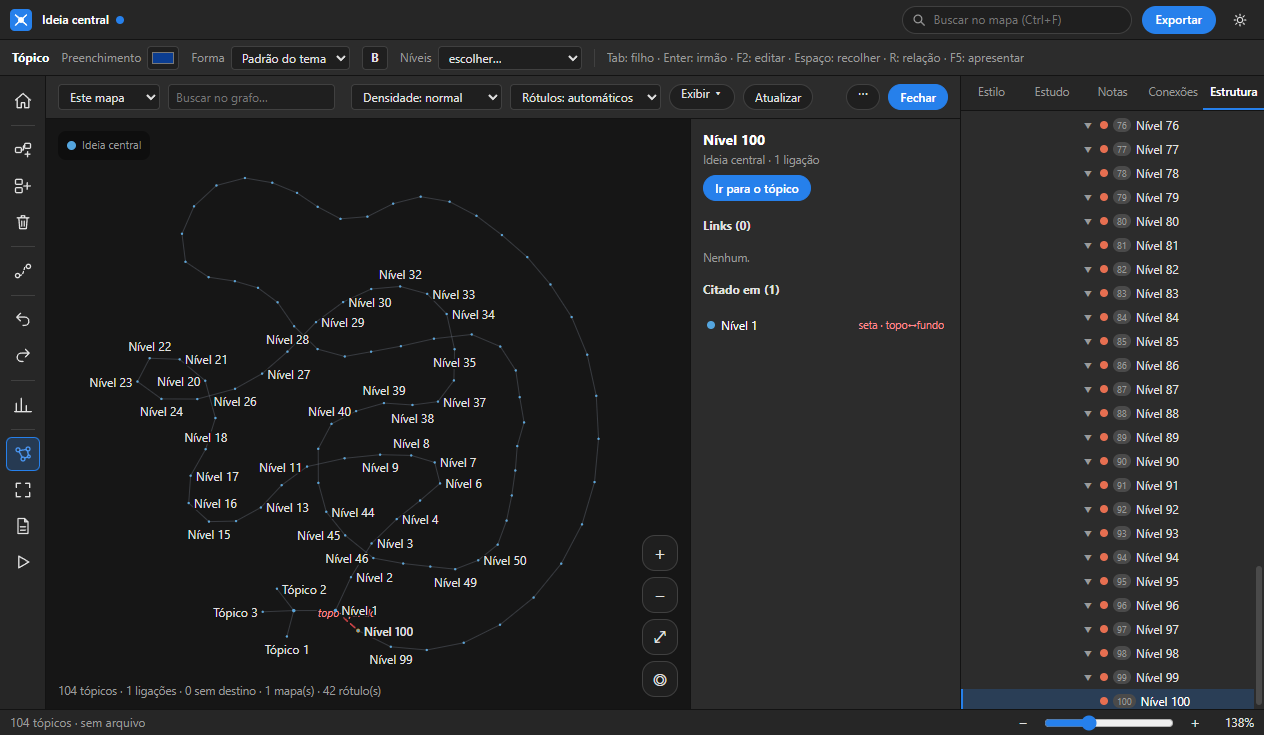 Ideia central
Buscar no mapa (Ctrl+F)
Exportar
Tópico Preenchimento Forma Padrão do tema B Níveis escolher... Tab: filho · Enter: irmão · F2: editar · Espaço: recolher · R: relação · F5: apresentar
Este mapa Buscar no grafo... Densidade: normal Rótulos: automáticos Exibir Atualizar ... Fechar
Estilo Estudo Notas Conexões Estrutura
Ideia central
Nível 32
Nível 30 Nível 33
Nível 29 Nível 34
Nível 28
Nível 22
Nível 21
Nível 35
Nível 23 Nível 20 Nível 27
Nível 39
Nível 24 Nível 26 Nível 40 Nível 37
Nível 38
Nível 18 Nível 8
Nível 11 Nível 9 Nível 7
Nível 17 Nível 6
Nível 16 Nível 13 Nível 44 Nível 4
Nível 15 Nível 45 Nível 3
Nível 46 Nível 50
Nível 2 Nível 49
Tópico 2
Tópico 3 topo Nível 1
Nível 100
Tópico 1 Nível 99
104 tópicos · 1 ligações · 0 sem destino · 1 mapa(s) · 42 rótulo(s)
Nível 100
Ideia central · 1 ligação
Ir para o tópico
Links (0)
Nenhum.
Citado em (1)
Nível 1 seta · topo↔fundo
76 Nível 76
77 Nível 77
78 Nível 78
79 Nível 79
80 Nível 80
81 Nível 81
82 Nível 82
83 Nível 83
84 Nível 84
85 Nível 85
86 Nível 86
87 Nível 87
88 Nível 88
89 Nível 89
90 Nível 90
91 Nível 91
92 Nível 92
93 Nível 93
94 Nível 94
95 Nível 95
96 Nível 96
97 Nível 97
98 Nível 98
99 Nível 99
100 Nível 100
104 tópicos · sem arquivo
− + 138%